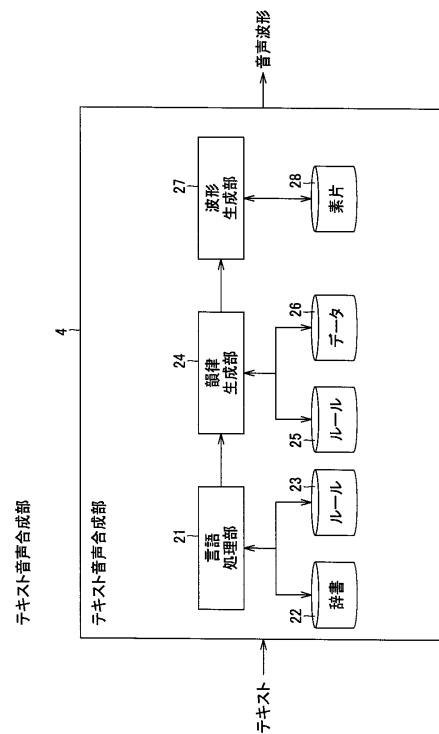 テキスト音声合成部
テキスト音声合成部
4
テキスト
音声波形
21
言語
処理部
24
韻律
生成部
27
波形
生成部
22
辞書
23
ルール
25
ルール
26
データ
28
素片